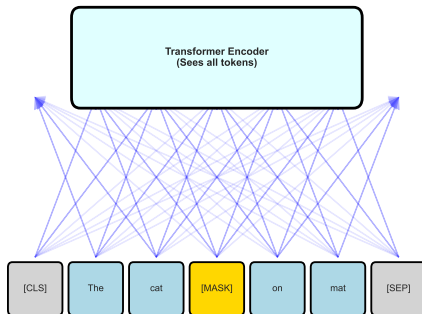 Transformer Encoder
(Sees all tokens)
[CLS] The cat [MASK] on mat [SEP]